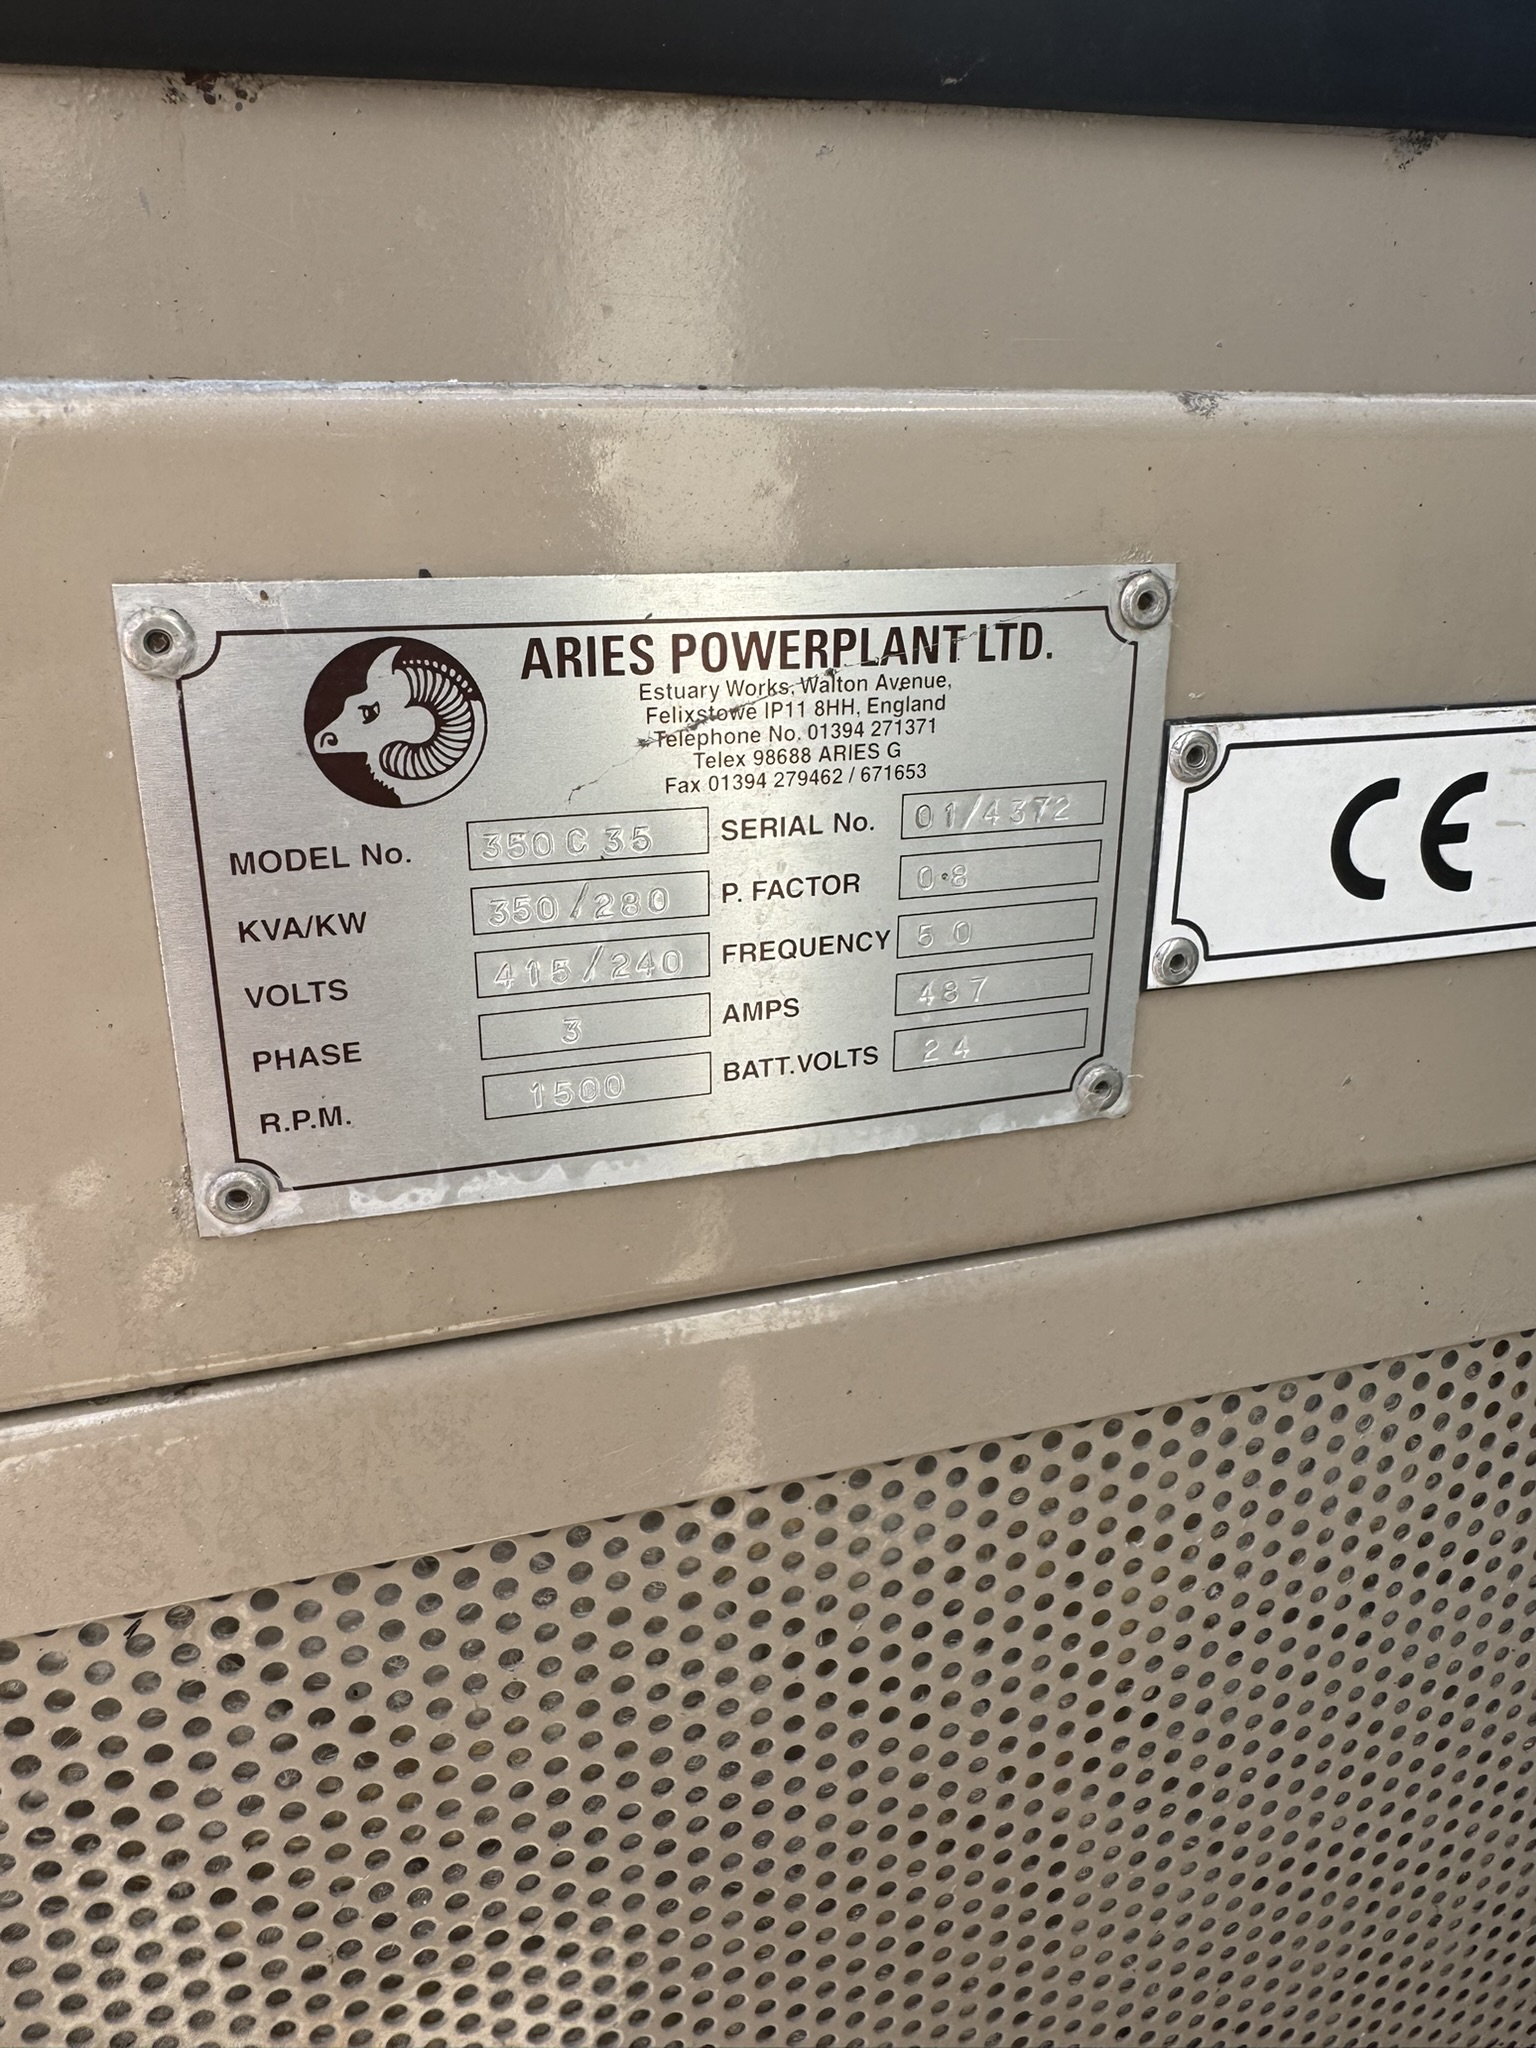 ARIES POWERPLANT LTD.
Estuary Works, Walton Avenue,
Felixstowe IP11 8HH, England
Telephone No. 01394 271371
Telex 98688 ARIES G
Fax 01394 279462 / 671653
MODEL No. 350C35 SERIAL No. 01/4372
KVA/KW 350/280 P. FACTOR 0.8
VOLTS 415/240 FREQUENCY 50
PHASE 3 AMPS 487
R.P.M. 1500 BATT.VOLTS 24
CE